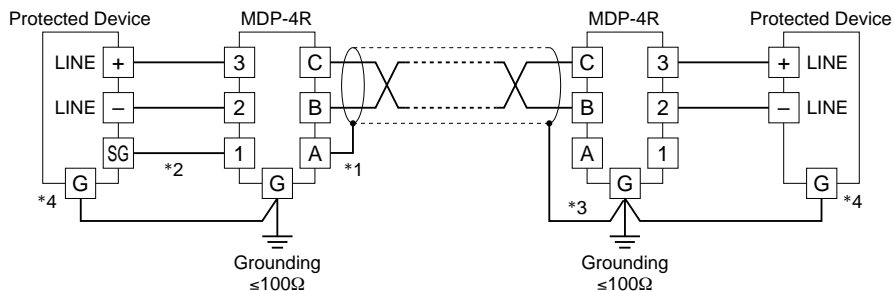 Protected Device MDP-4R MDP-4R Protected Device
LINE + 3 C C 3 + LINE
LINE – 2 B B 2 – LINE
SG *2 1 A *1 A 1
*4 G G *3 G G *4
Grounding Grounding
≤100Ω ≤100Ω